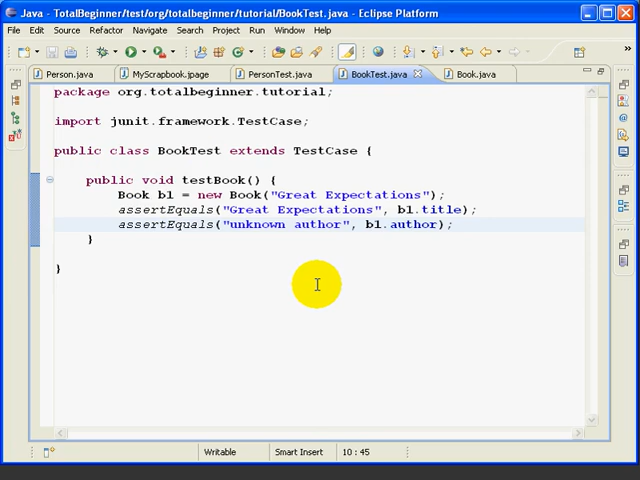 Java - TotalBeginner/test/org/totalbeginner/tutorial/BookTest.java - Eclipse Platform
File Edit Source Refactor Navigate Search Project Run Window Help
Person.java MyScrapbook.jpage PersonTest.java BookTest.java Book.java
package org.totalbeginner.tutorial;
import junit.framework.TestCase;
public class BookTest extends TestCase {
public void testBook() {
Book b1 = new Book("Great Expectations");
assertEquals("Great Expectations", b1.title);
assertEquals("unknown author", b1.author);
}
}
Writable Smart Insert 10 : 45